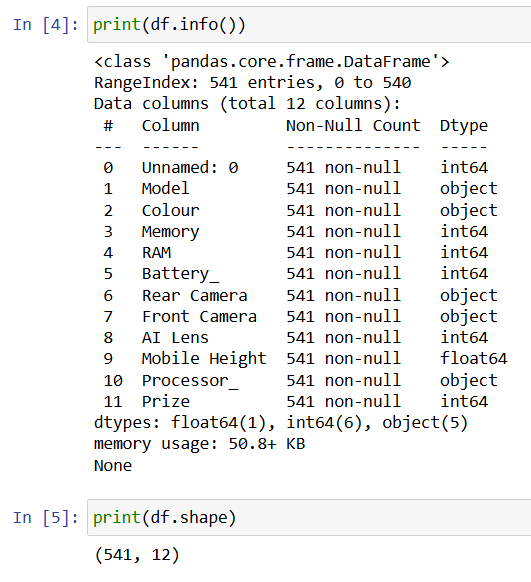 In [4]: print(df.info())
<class 'pandas.core.frame.DataFrame'>
RangeIndex: 541 entries, 0 to 540
Data columns (total 12 columns):
 #   Column         Non-Null Count  Dtype
---  ------         --------------  -----
 0   Unnamed: 0     541 non-null    int64
 1   Model          541 non-null    object
 2   Colour         541 non-null    object
 3   Memory         541 non-null    int64
 4   RAM            541 non-null    int64
 5   Battery_       541 non-null    int64
 6   Rear Camera    541 non-null    object
 7   Front Camera   541 non-null    object
 8   AI Lens        541 non-null    int64
 9   Mobile Height  541 non-null    float64
 10  Processor_     541 non-null    object
 11  Prize          541 non-null    int64
dtypes: float64(1), int64(6), object(5)
memory usage: 50.8+ KB
None
In [5]: print(df.shape)
(541, 12)